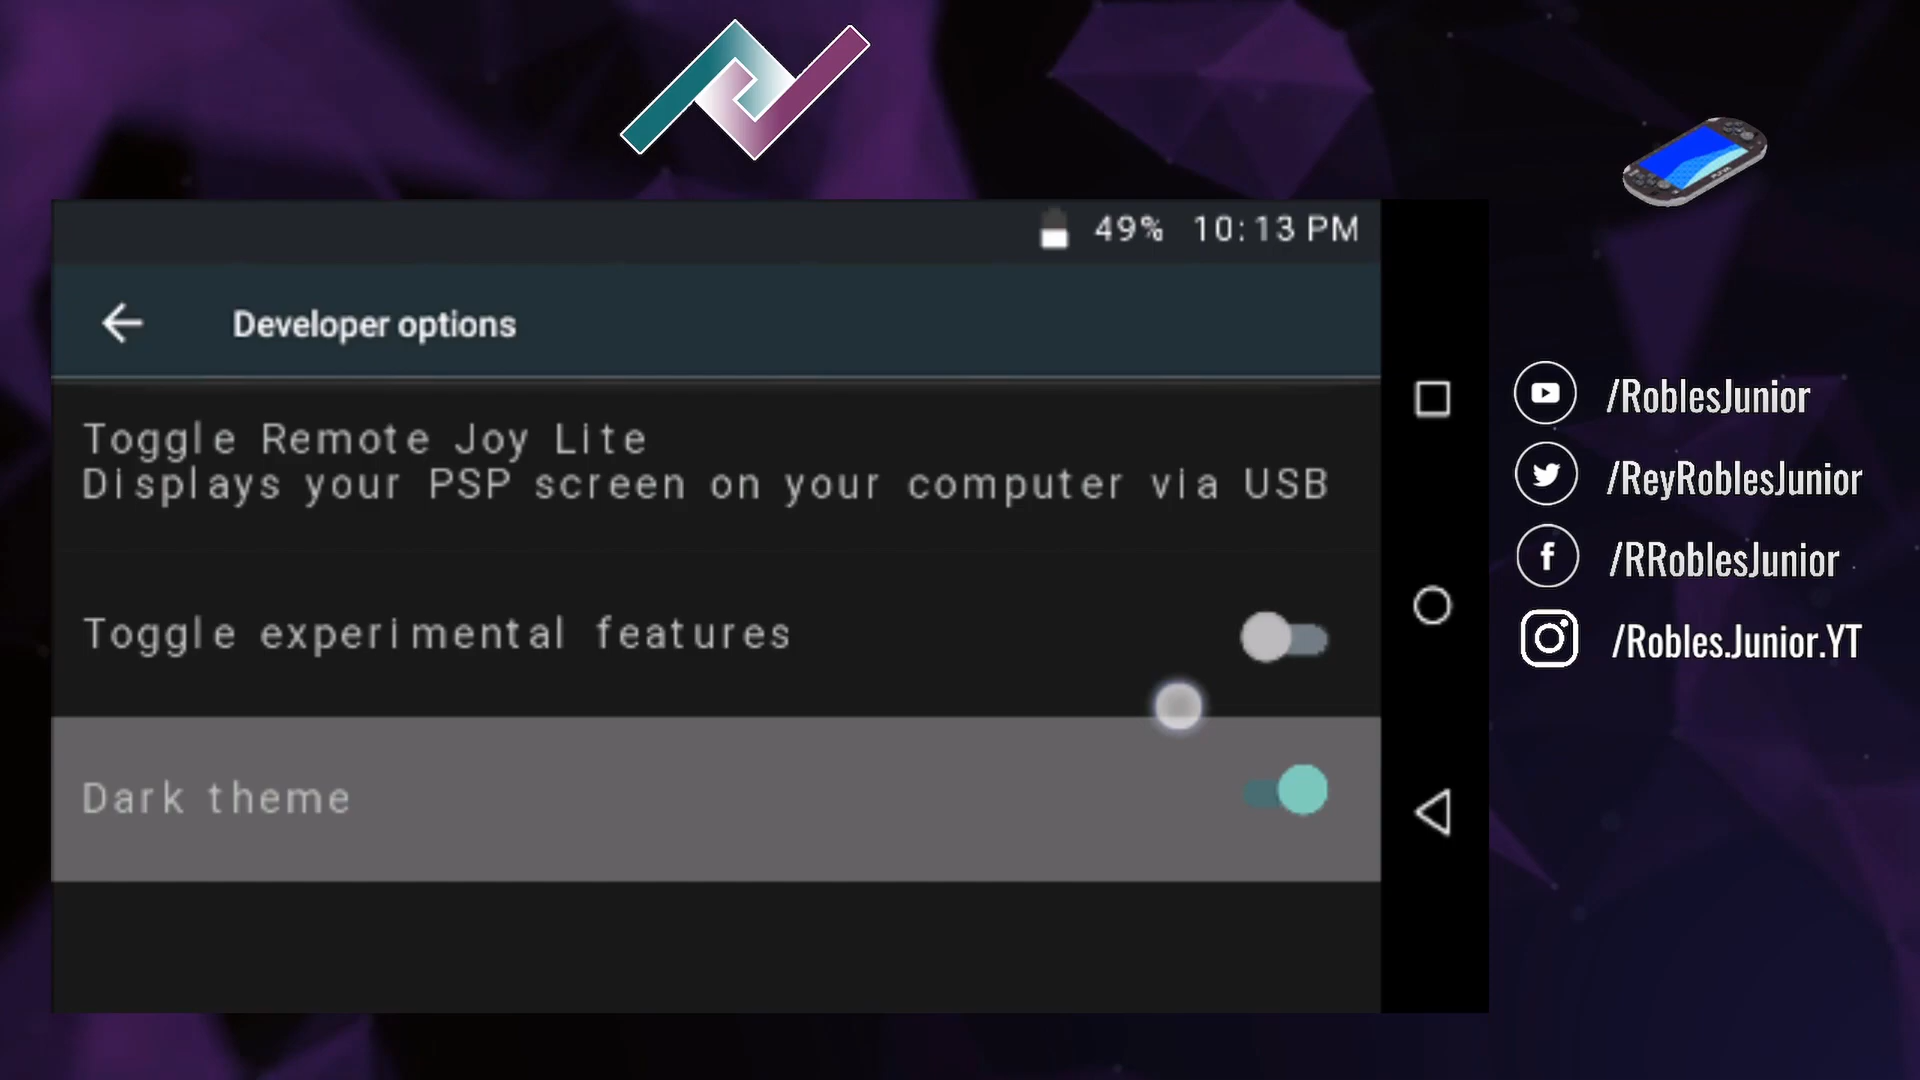 49% 10:13 PM
Developer options
Toggle Remote Joy Lite
Displays your PSP screen on your computer via USB
Toggle experimental features
Dark theme
/RoblesJunior
/ReyRoblesJunior
/RRoblesJunior
/Robles.Junior.YT